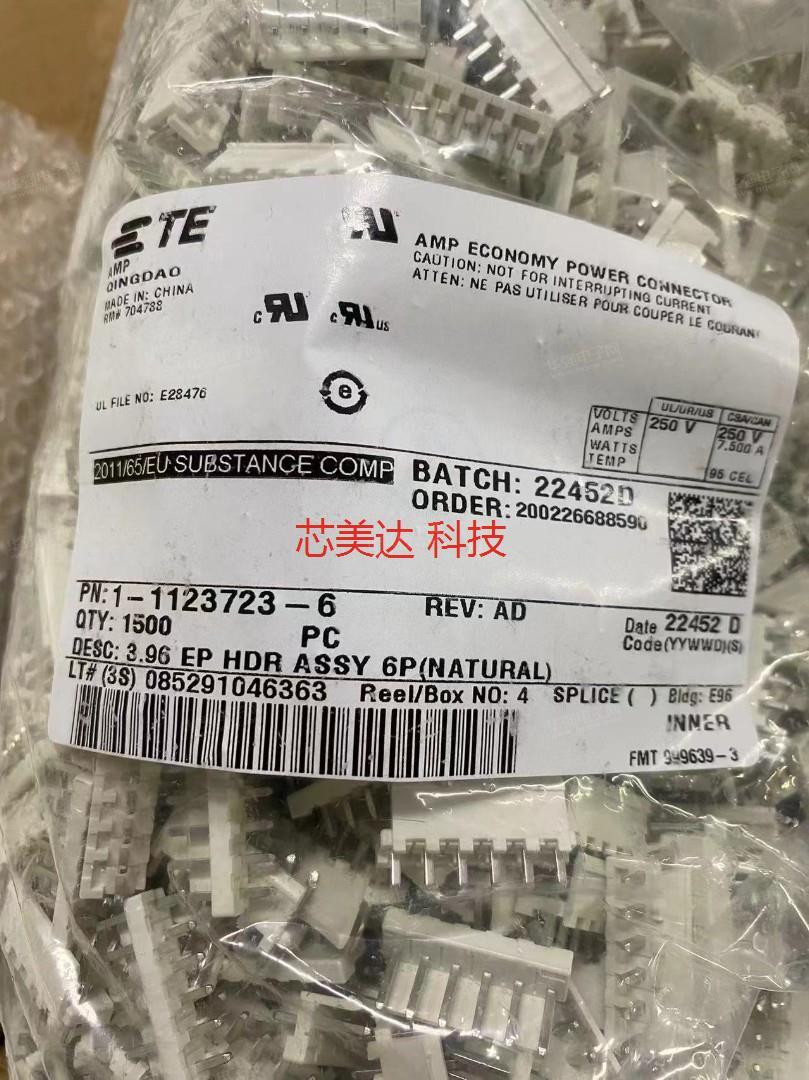 TE
AMP
QINGDAO
MADE IN: CHINA
RM# 704788
AMP ECONOMY POWER CONNECTOR
CAUTION: NOT FOR INTERRUPTING CURRENT
ATTEN: NE PAS UTILISER POUR COUPER LE COURANT
c RU
c RU US
UL FILE NO: E28476
e
UL/UR/US CSA/CAN
VOLTS 250 V 250 V
AMPS 7.500 A
WATTS
TEMP 95 CEL
2011/65/EU SUBSTANCE COMP
BATCH: 22452D
ORDER: 200226688590
芯美达 科技
PN: 1-1123723-6 REV: AD
QTY: 1500 PC
Date 22452 D
Code(YYWWD)(S)
DESC: 3.96 EP HDR ASSY 6P(NATURAL)
LT# (3S) 085291046363 Reel/Box NO: 4 SPLICE ( ) Bldg: E96
INNER
FMT 999639-3